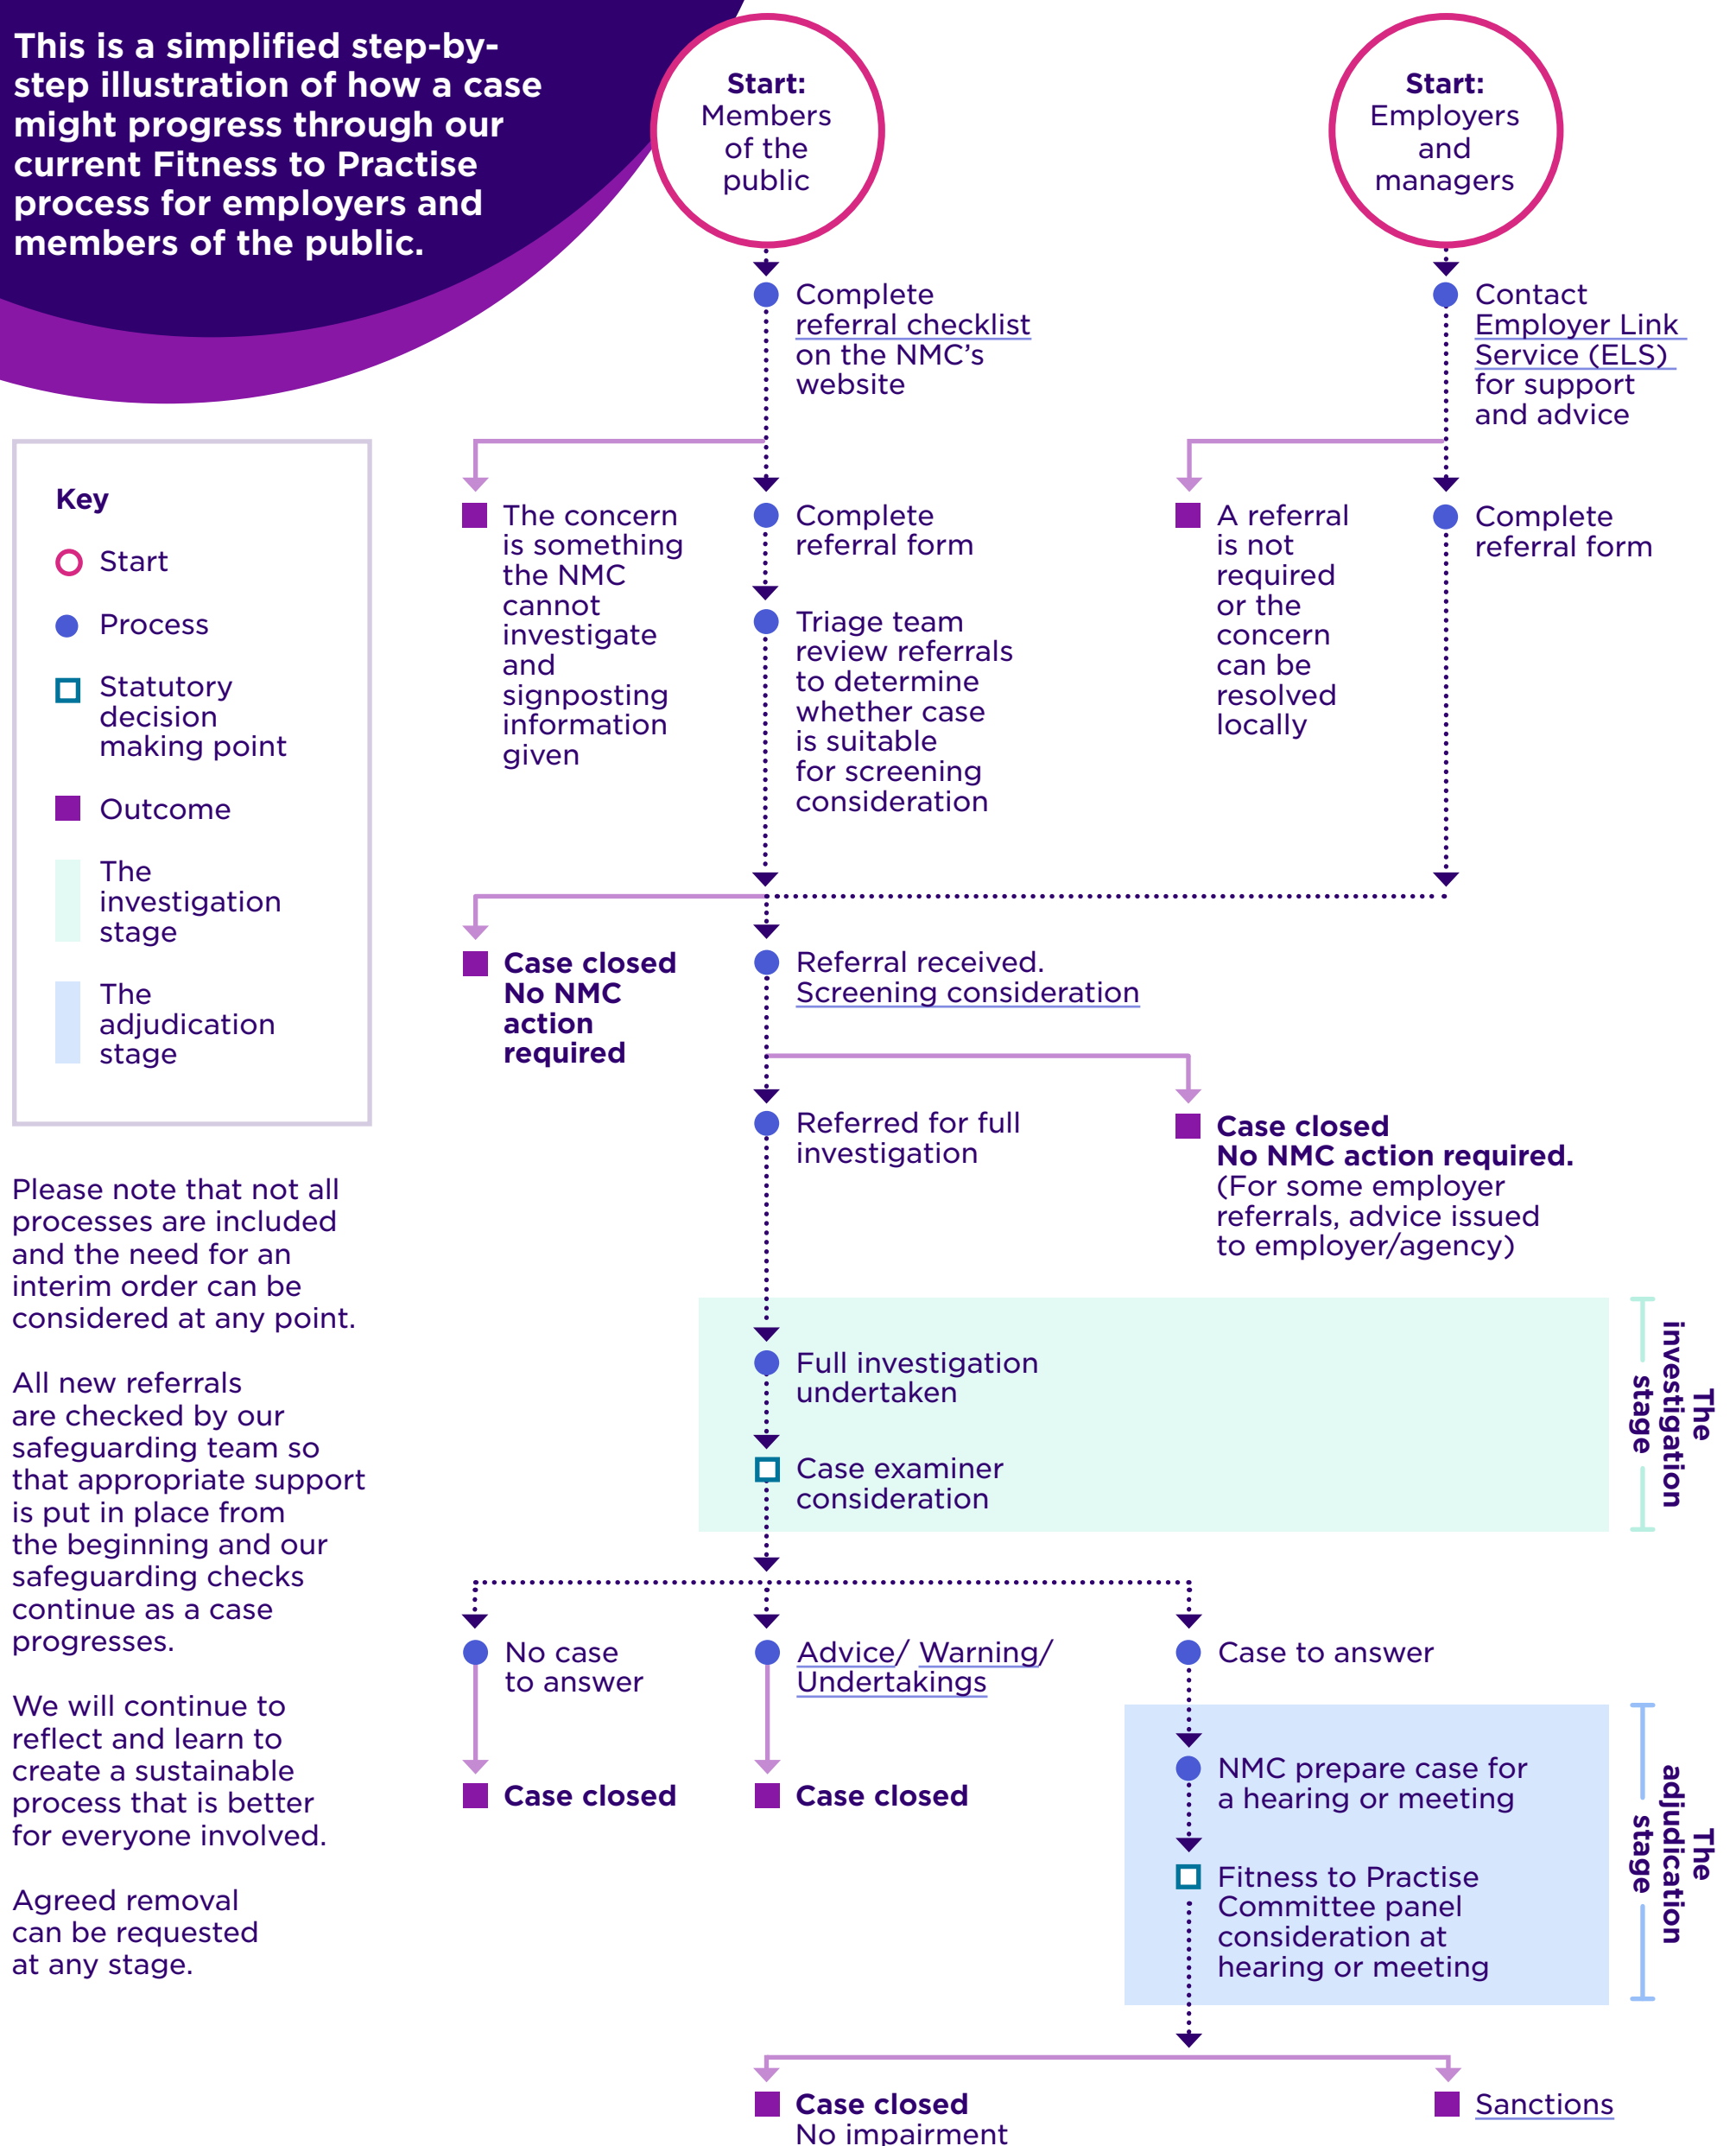 This is a simplified step-by-
step illustration of how a case
might progress through our
current Fitness to Practise
process for employers and
members of the public.
Start:
Members
of the
public
Start:
Employers
and
managers
Complete
referral checklist
on the NMC’s
website
Contact
Employer Link
Service (ELS)
for support
and advice
Key
Start
Process
Statutory
decision
making point
Outcome
The
investigation
stage
The
adjudication
stage
The concern
is something
the NMC
cannot
investigate
and
signposting
information
given
Complete
referral form
Triage team
review referrals
to determine
whether case
is suitable
for screening
consideration
A referral
is not
required
or the
concern
can be
resolved
locally
Complete
referral form
Case closed
No NMC
action
required
Referral received.
Screening consideration
Referred for full
investigation
Case closed
No NMC action required.
(For some employer
referrals, advice issued
to employer/agency)
Please note that not all
processes are included
and the need for an
interim order can be
considered at any point.
All new referrals
are checked by our
safeguarding team so
that appropriate support
is put in place from
the beginning and our
safeguarding checks
continue as a case
progresses.
We will continue to
reflect and learn to
create a sustainable
process that is better
for everyone involved.
Agreed removal
can be requested
at any stage.
Full investigation
undertaken
Case examiner
consideration
The
investigation
stage
No case
to answer
Advice/ Warning/
Undertakings
Case to answer
Case closed
Case closed
NMC prepare case for
a hearing or meeting
Fitness to Practise
Committee panel
consideration at
hearing or meeting
The
adjudication
stage
Case closed
No impairment
Sanctions